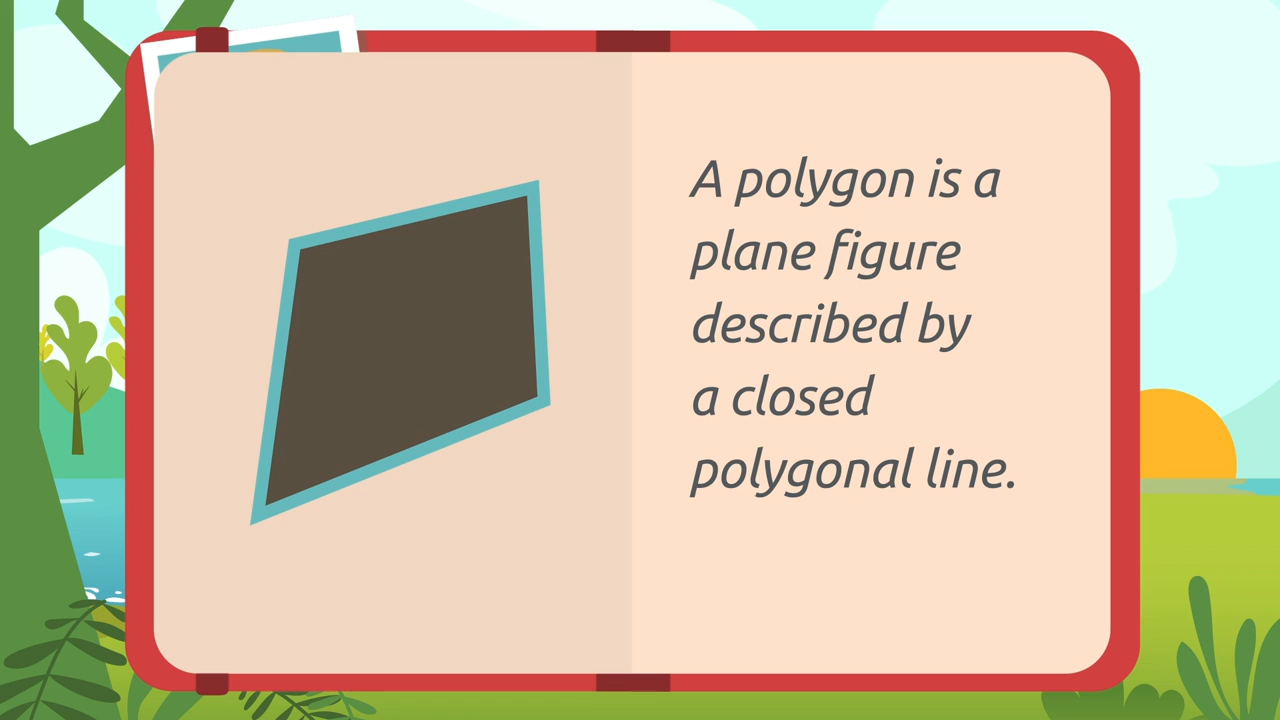 A polygon is a
plane figure
described by
a closed
polygonal line.